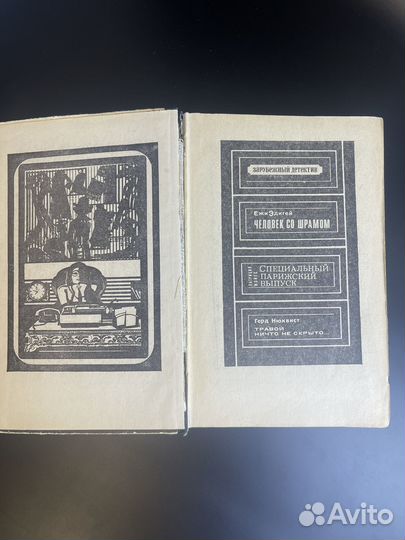 ЗАРУБЕЖНЫЙ ДЕТЕКТИВ
Ежи Эдигей
ЧЕЛОВЕК СО ШРАМОМ
СПЕЦИАЛЬНЫЙ
ПАРИЖСКИЙ
ВЫПУСК
Герд Нюквист
ТРАВОЙ
НИЧТО НЕ СКРЫТО...
Avito